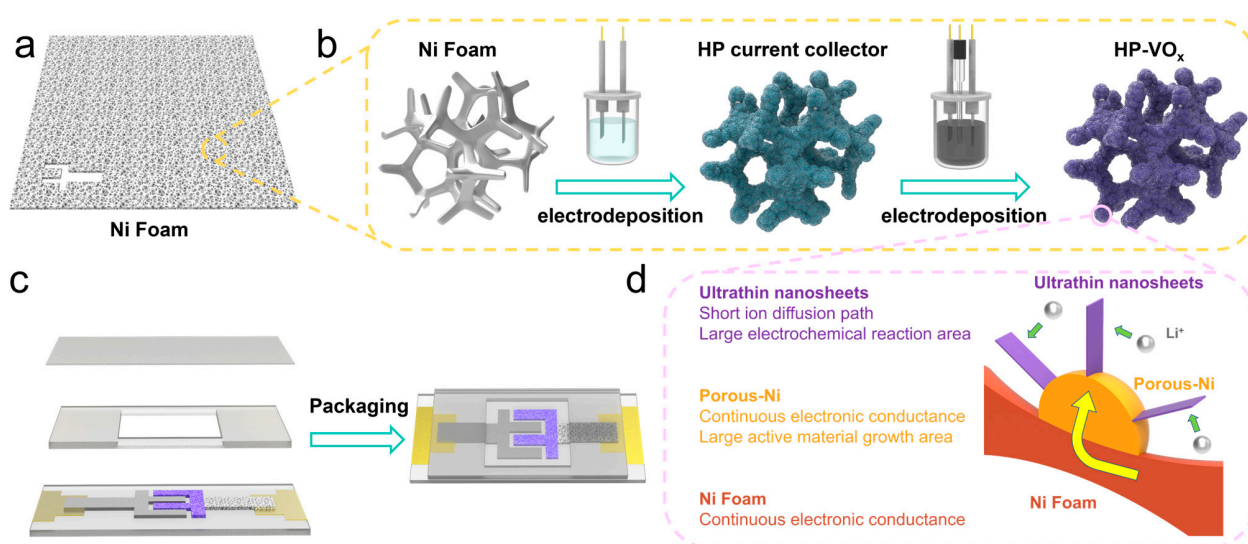 a
Ni Foam
b
Ni Foam
HP current collector
HP-VOₓ
electrodeposition
electrodeposition
c
Packaging
d
Ultrathin nanosheets
Short ion diffusion path
Large electrochemical reaction area
Porous-Ni
Continuous electronic conductance
Large active material growth area
Ni Foam
Continuous electronic conductance
Ultrathin nanosheets
Li⁺
Porous-Ni
Ni Foam